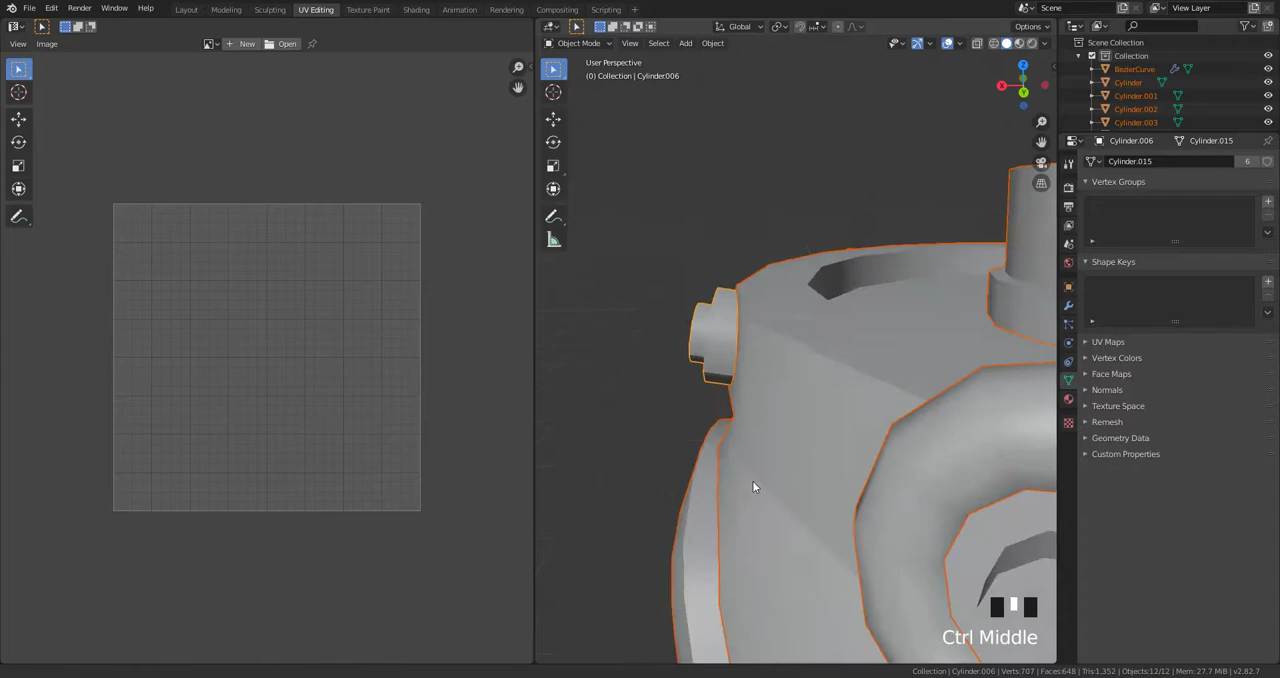 File Edit Render Window Help Layout Modeling Sculpting UV Editing Texture Paint Shading Animation Rendering Compositing Scripting + Scene View Layer
View Image New Open
Global Options
Object Mode View Select Add Object
User Perspective
(0) Collection | Cylinder.006
X
Y
Z
Scene Collection
Collection
BezierCurve
Cylinder
Cylinder.001
Cylinder.002
Cylinder.003
Cylinder.006 Cylinder.015
Cylinder.015 6
Vertex Groups
Shape Keys
UV Maps
Vertex Colors
Face Maps
Normals
Texture Space
Remesh
Geometry Data
Custom Properties
Ctrl Middle
Collection | Cylinder.006 | Verts:707 | Faces:648 | Tris:1,352 | Objects:12/12 | Mem: 27.7 MiB | v2.82.7